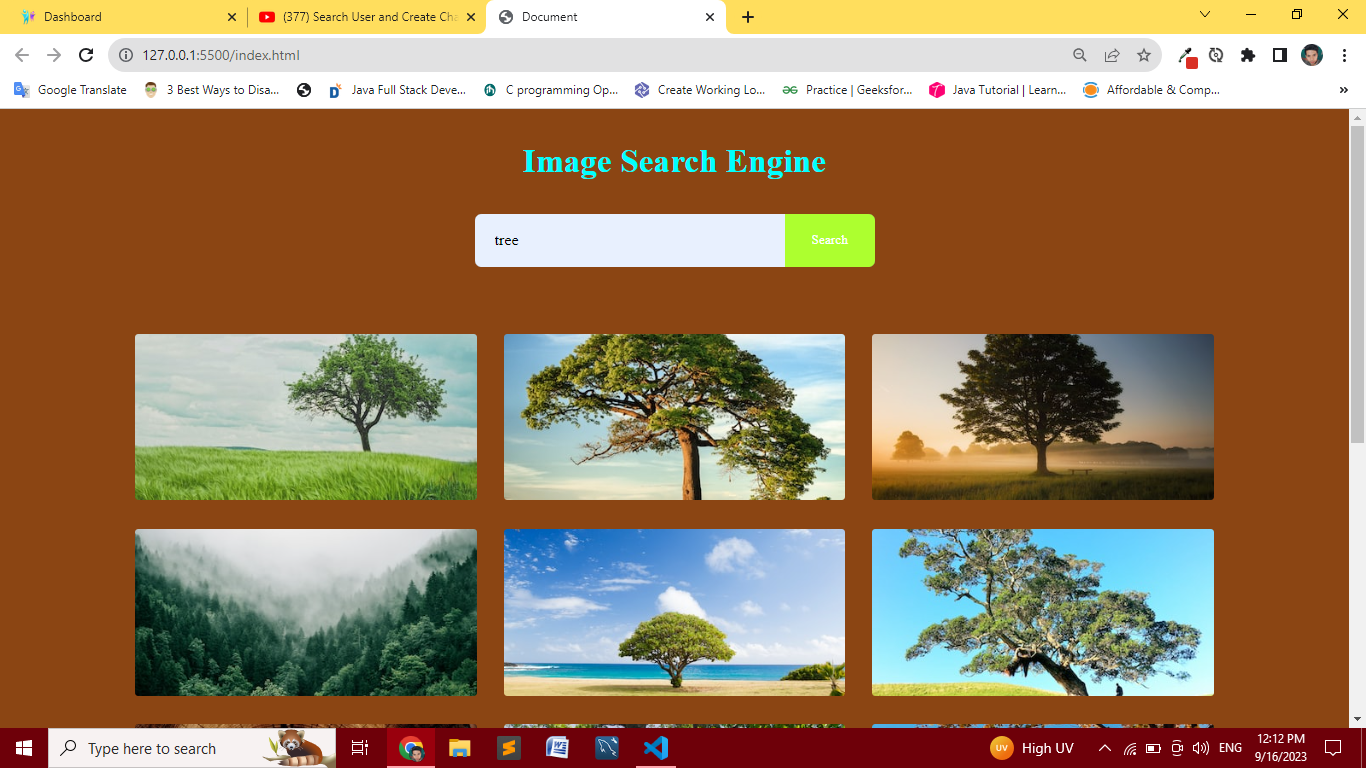 Dashboard
(377) Search User and Create Cha
Document
127.0.0.1:5500/index.html
Google Translate
3 Best Ways to Disa...
Java Full Stack Deve...
C programming Op...
Create Working Lo...
Practice | Geeksfor...
Java Tutorial | Learn...
Affordable & Comp...
»
Image Search Engine
tree
Search
Type here to search
UV
High UV
ENG
12:12 PM
9/16/2023